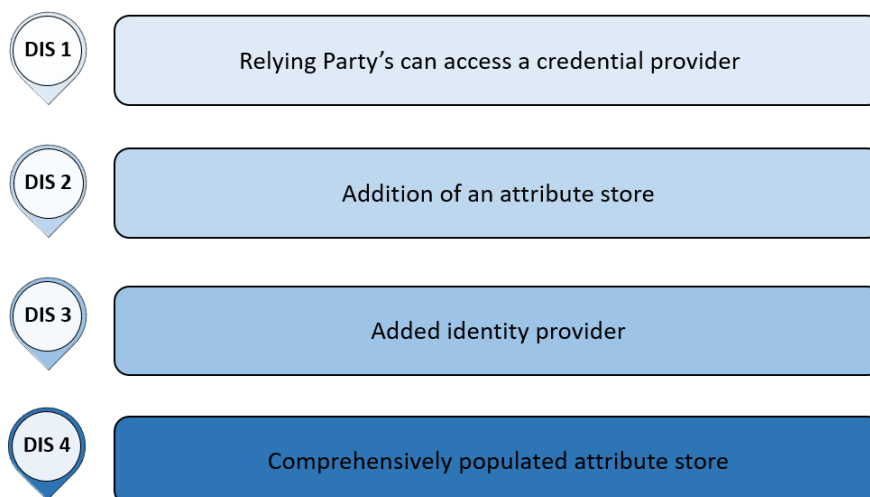 DIS 1
Relying Party's can access a credential provider
DIS 2
Addition of an attribute store
DIS 3
Added identity provider
DIS 4
Comprehensively populated attribute store